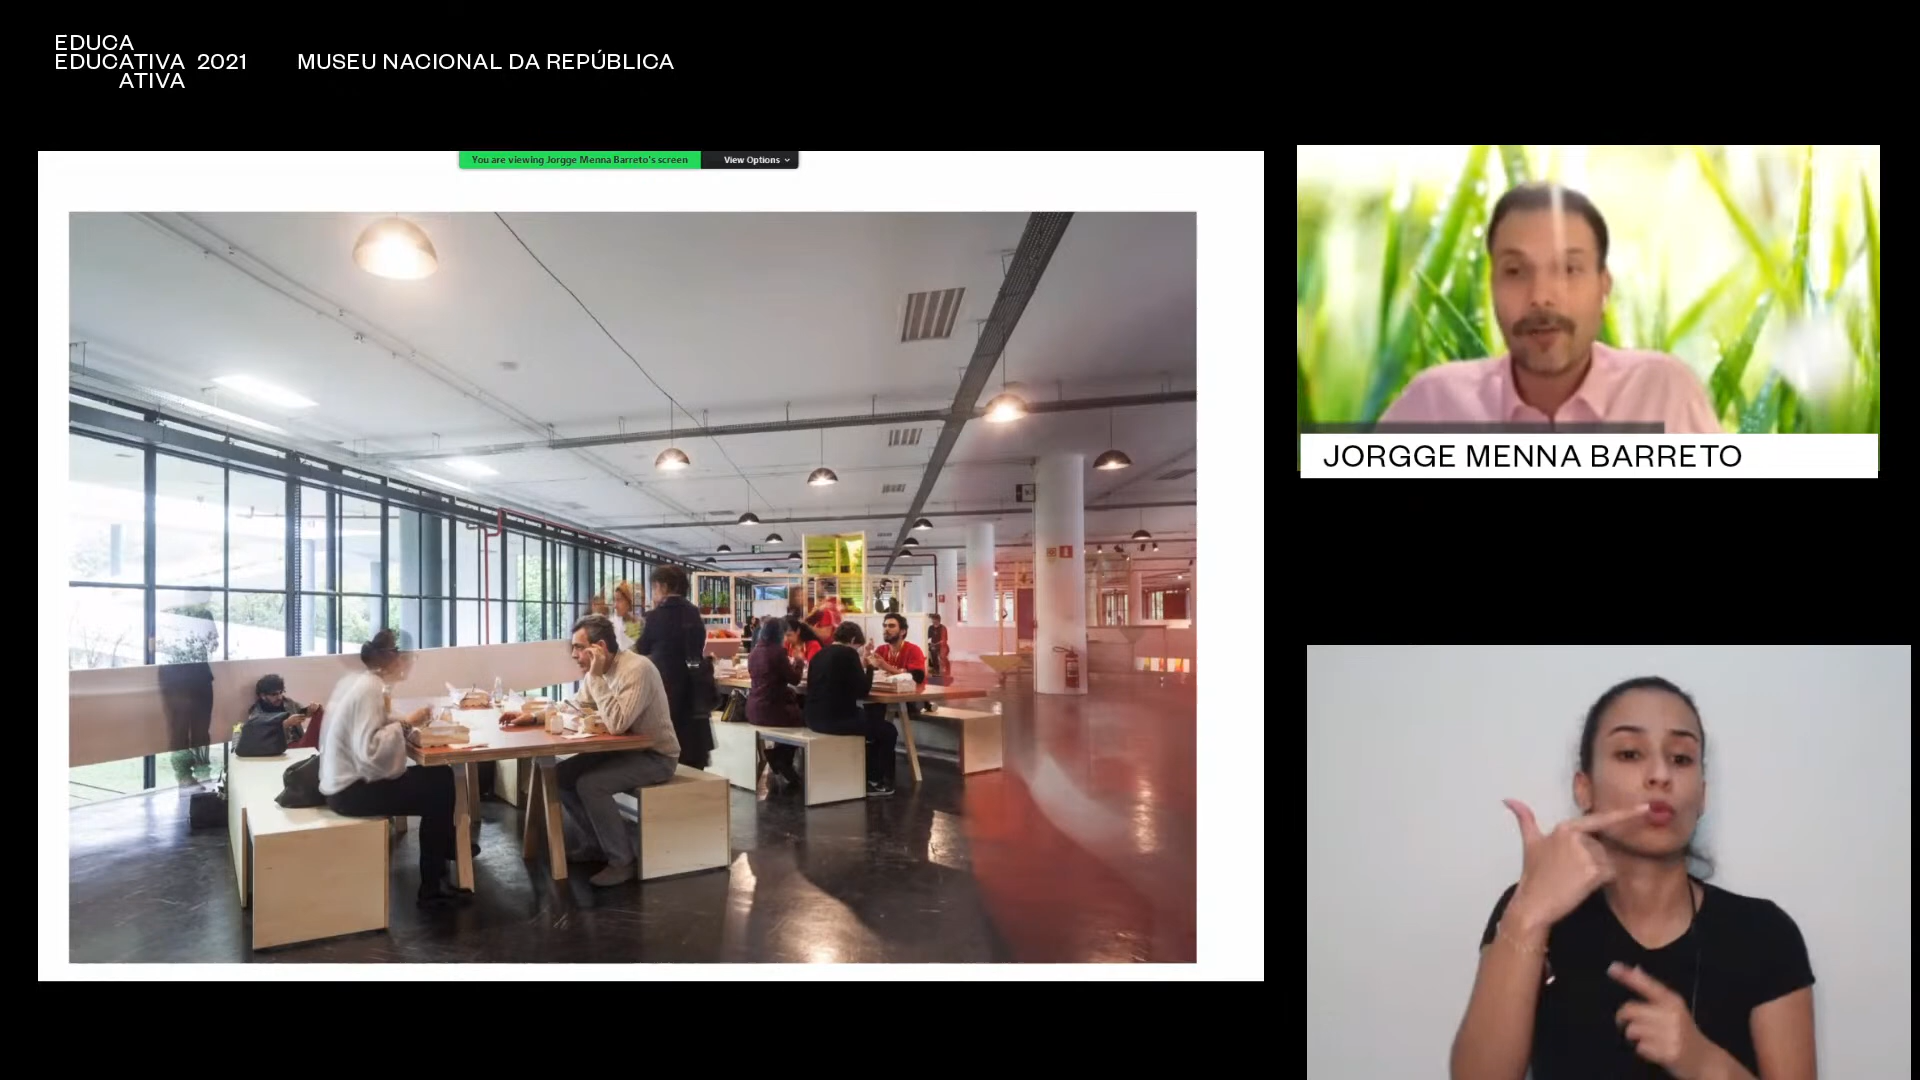 EDUCA
EDUCATIVA 2021
ATIVA
MUSEU NACIONAL DA REPÚBLICA
You are viewing Jorgge Menna Barreto's screen
View Options
JORGGE MENNA BARRETO